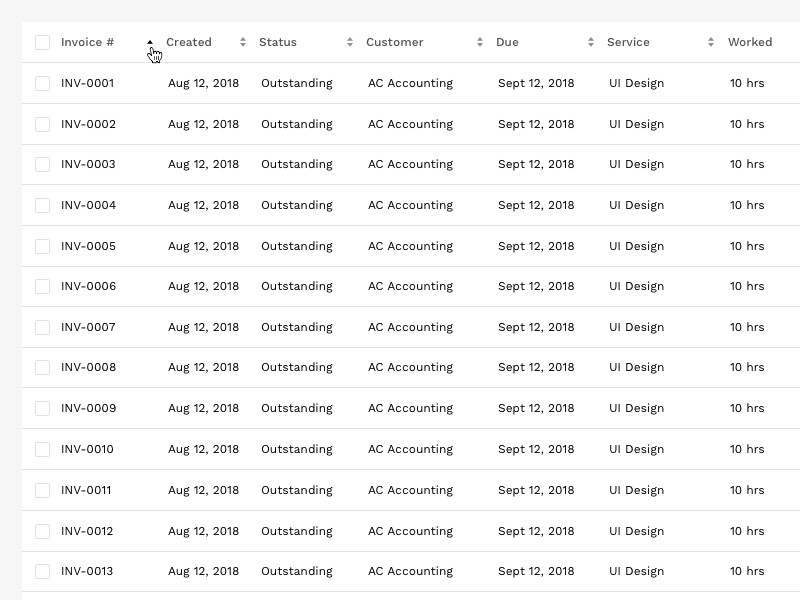 Invoice # Created Status Customer Due Service Worked
INV-0001 Aug 12, 2018 Outstanding AC Accounting Sept 12, 2018 UI Design 10 hrs
INV-0002 Aug 12, 2018 Outstanding AC Accounting Sept 12, 2018 UI Design 10 hrs
INV-0003 Aug 12, 2018 Outstanding AC Accounting Sept 12, 2018 UI Design 10 hrs
INV-0004 Aug 12, 2018 Outstanding AC Accounting Sept 12, 2018 UI Design 10 hrs
INV-0005 Aug 12, 2018 Outstanding AC Accounting Sept 12, 2018 UI Design 10 hrs
INV-0006 Aug 12, 2018 Outstanding AC Accounting Sept 12, 2018 UI Design 10 hrs
INV-0007 Aug 12, 2018 Outstanding AC Accounting Sept 12, 2018 UI Design 10 hrs
INV-0008 Aug 12, 2018 Outstanding AC Accounting Sept 12, 2018 UI Design 10 hrs
INV-0009 Aug 12, 2018 Outstanding AC Accounting Sept 12, 2018 UI Design 10 hrs
INV-0010 Aug 12, 2018 Outstanding AC Accounting Sept 12, 2018 UI Design 10 hrs
INV-0011 Aug 12, 2018 Outstanding AC Accounting Sept 12, 2018 UI Design 10 hrs
INV-0012 Aug 12, 2018 Outstanding AC Accounting Sept 12, 2018 UI Design 10 hrs
INV-0013 Aug 12, 2018 Outstanding AC Accounting Sept 12, 2018 UI Design 10 hrs